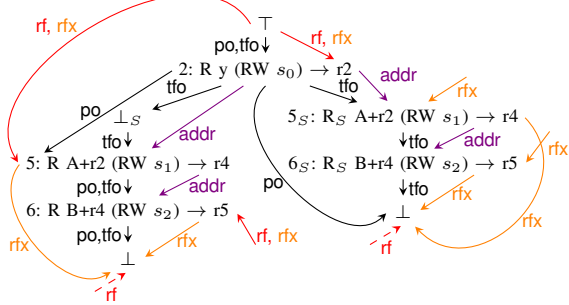 ⊤
rf, rfx
po,tfo
rf, rfx
2: R y (RW s₀) → r2
po
tfo
tfo
addr
rfx
⊥S
5S: RS A+r2 (RW s₁) → r4
tfo
addr
tfo
addr
5: R A+r2 (RW s₁) → r4
6S: RS B+r4 (RW s₂) → r5
po,tfo
addr
po
tfo
rfx
6: R B+r4 (RW s₂) → r5
⊥
rfx
po,tfo
rfx
rf, rfx
rf
⊥
rf